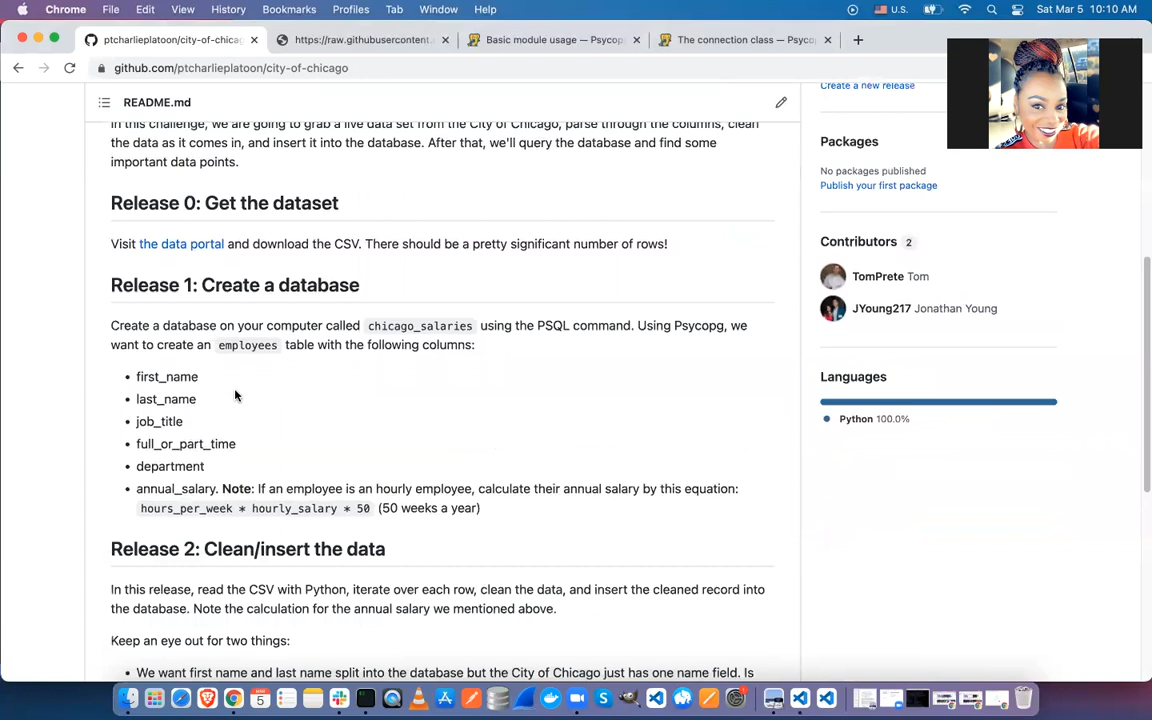 Chrome File Edit View History Bookmarks Profiles Tab Window Help U.S. Sat Mar 5 10:10 AM
ptcharlieplatoon/city-of-chicag https://raw.githubusercontent. Basic module usage — Psycop The connection class — Psyco
github.com/ptcharlieplatoon/city-of-chicago
README.md
In this challenge, we are going to grab a live data set from the City of Chicago, parse through the columns, clean
the data as it comes in, and insert it into the database. After that, we'll query the database and find some
important data points.
Release 0: Get the dataset
Visit the data portal and download the CSV. There should be a pretty significant number of rows!
Release 1: Create a database
Create a database on your computer called chicago_salaries using the PSQL command. Using Psycopg, we
want to create an employees table with the following columns:
• first_name
• last_name
• job_title
• full_or_part_time
• department
• annual_salary. Note: If an employee is an hourly employee, calculate their annual salary by this equation:
hours_per_week * hourly_salary * 50 (50 weeks a year)
Release 2: Clean/insert the data
In this release, read the CSV with Python, iterate over each row, clean the data, and insert the cleaned record into
the database. Note the calculation for the annual salary we mentioned above.
Keep an eye out for two things:
• We want first name and last name split into the database but the City of Chicago just has one name field. Is
Create a new release
Packages
No packages published
Publish your first package
Contributors 2
TomPrete Tom
JYoung217 Jonathan Young
Languages
Python 100.0%